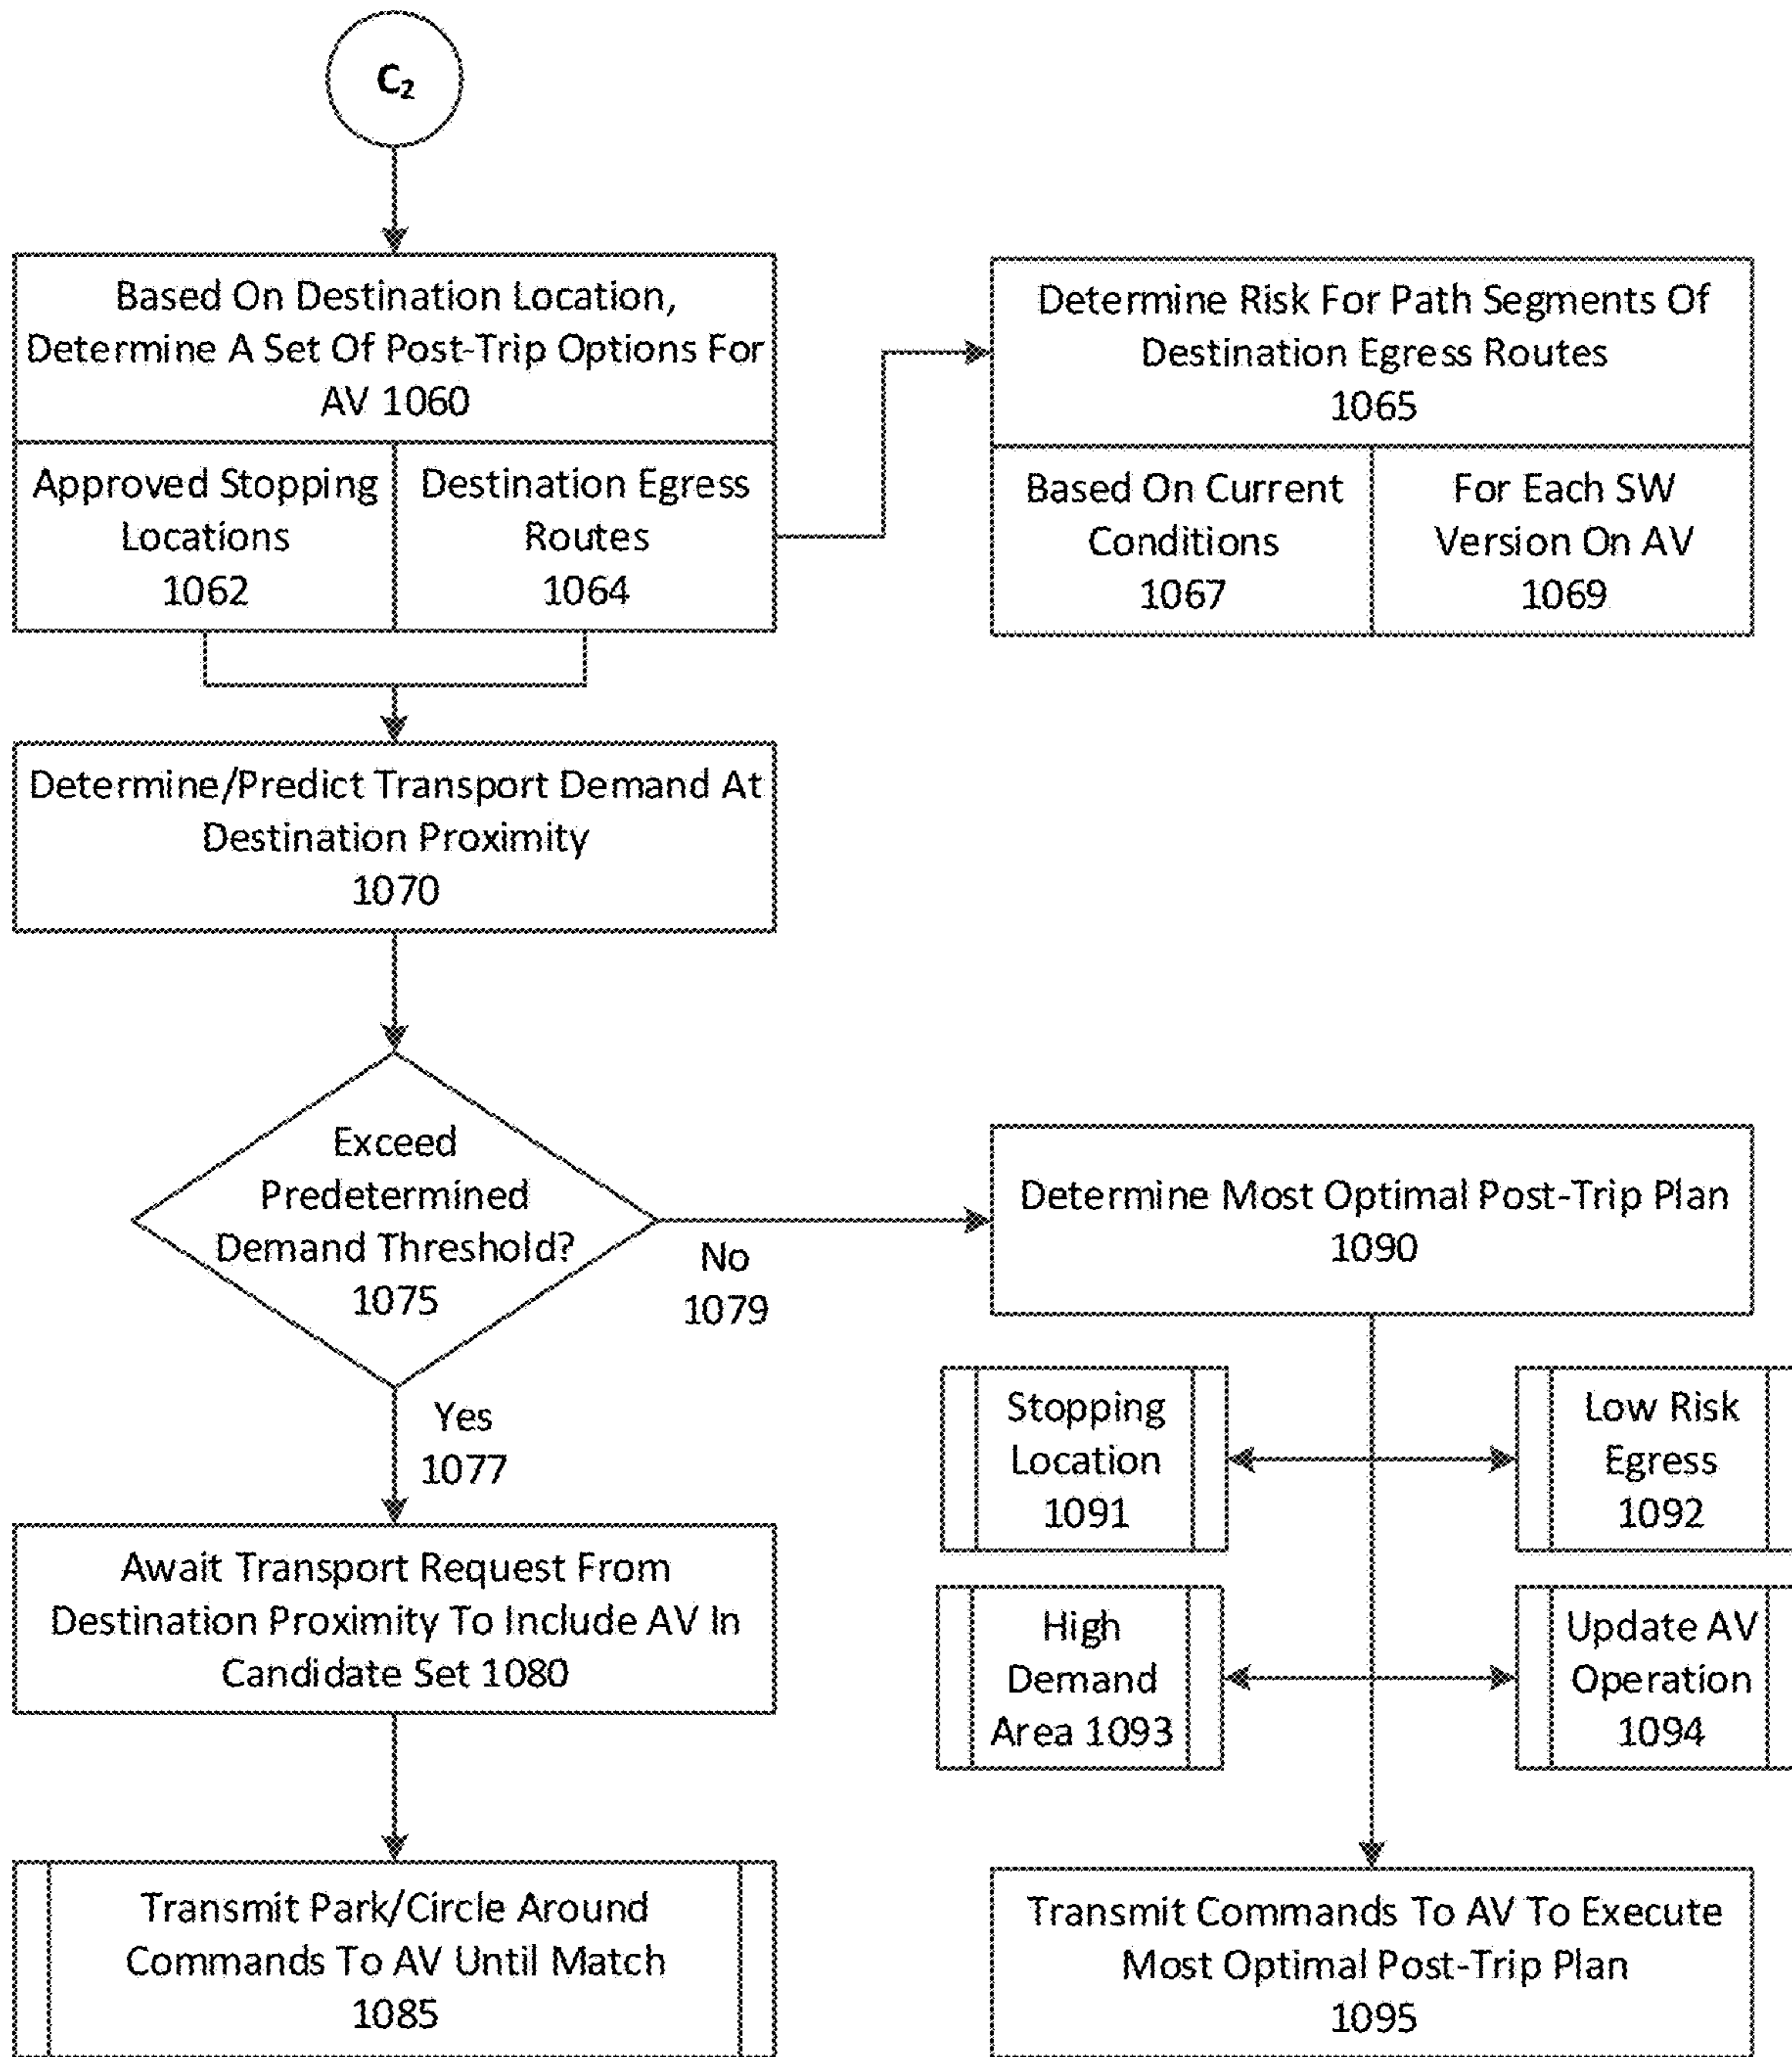 C₂
Based On Destination Location,
Determine A Set Of Post-Trip Options For
AV 1060
Approved Stopping
Locations
1062
Destination Egress
Routes
1064
Determine Risk For Path Segments Of
Destination Egress Routes
1065
Based On Current
Conditions
1067
For Each SW
Version On AV
1069
Determine/Predict Transport Demand At
Destination Proximity
1070
Exceed
Predetermined
Demand Threshold?
1075
No
1079
Yes
1077
Determine Most Optimal Post-Trip Plan
1090
Stopping
Location
1091
Low Risk
Egress
1092
High
Demand
Area 1093
Update AV
Operation
1094
Await Transport Request From
Destination Proximity To Include AV In
Candidate Set 1080
Transmit Park/Circle Around
Commands To AV Until Match
1085
Transmit Commands To AV To Execute
Most Optimal Post-Trip Plan
1095